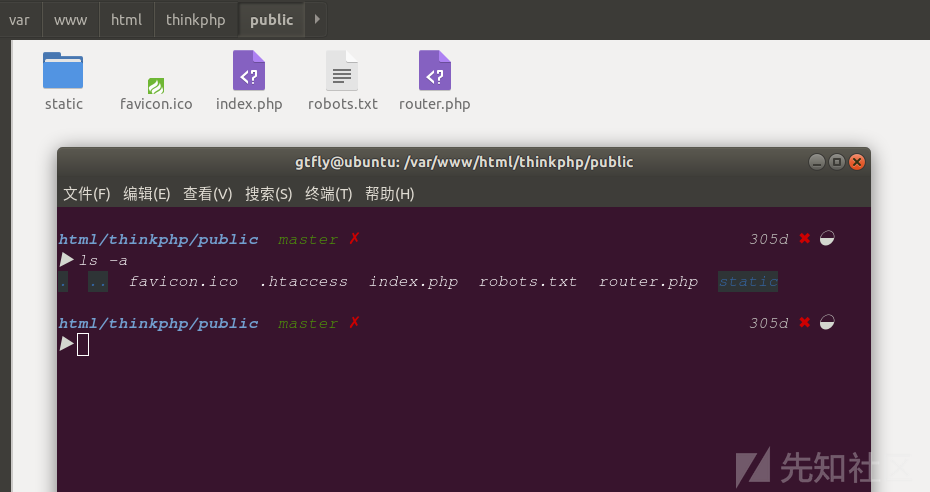 var www html thinkphp public
static favicon.ico index.php robots.txt router.php
gtfly@ubuntu: /var/www/html/thinkphp/public
文件(F) 编辑(E) 查看(V) 搜索(S) 终端(T) 帮助(H)
html/thinkphp/public master ✗ 305d ✖
▶ls -a
. .. favicon.ico .htaccess index.php robots.txt router.php static
html/thinkphp/public master ✗ 305d ✖
▶
先知社区